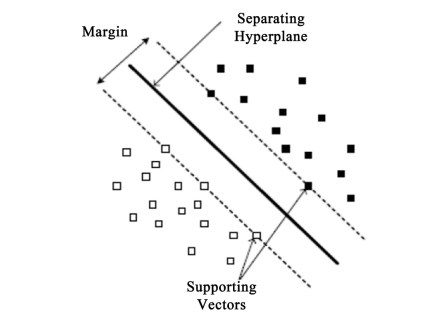 Separating
Hyperplane
Margin
Supporting
Vectors